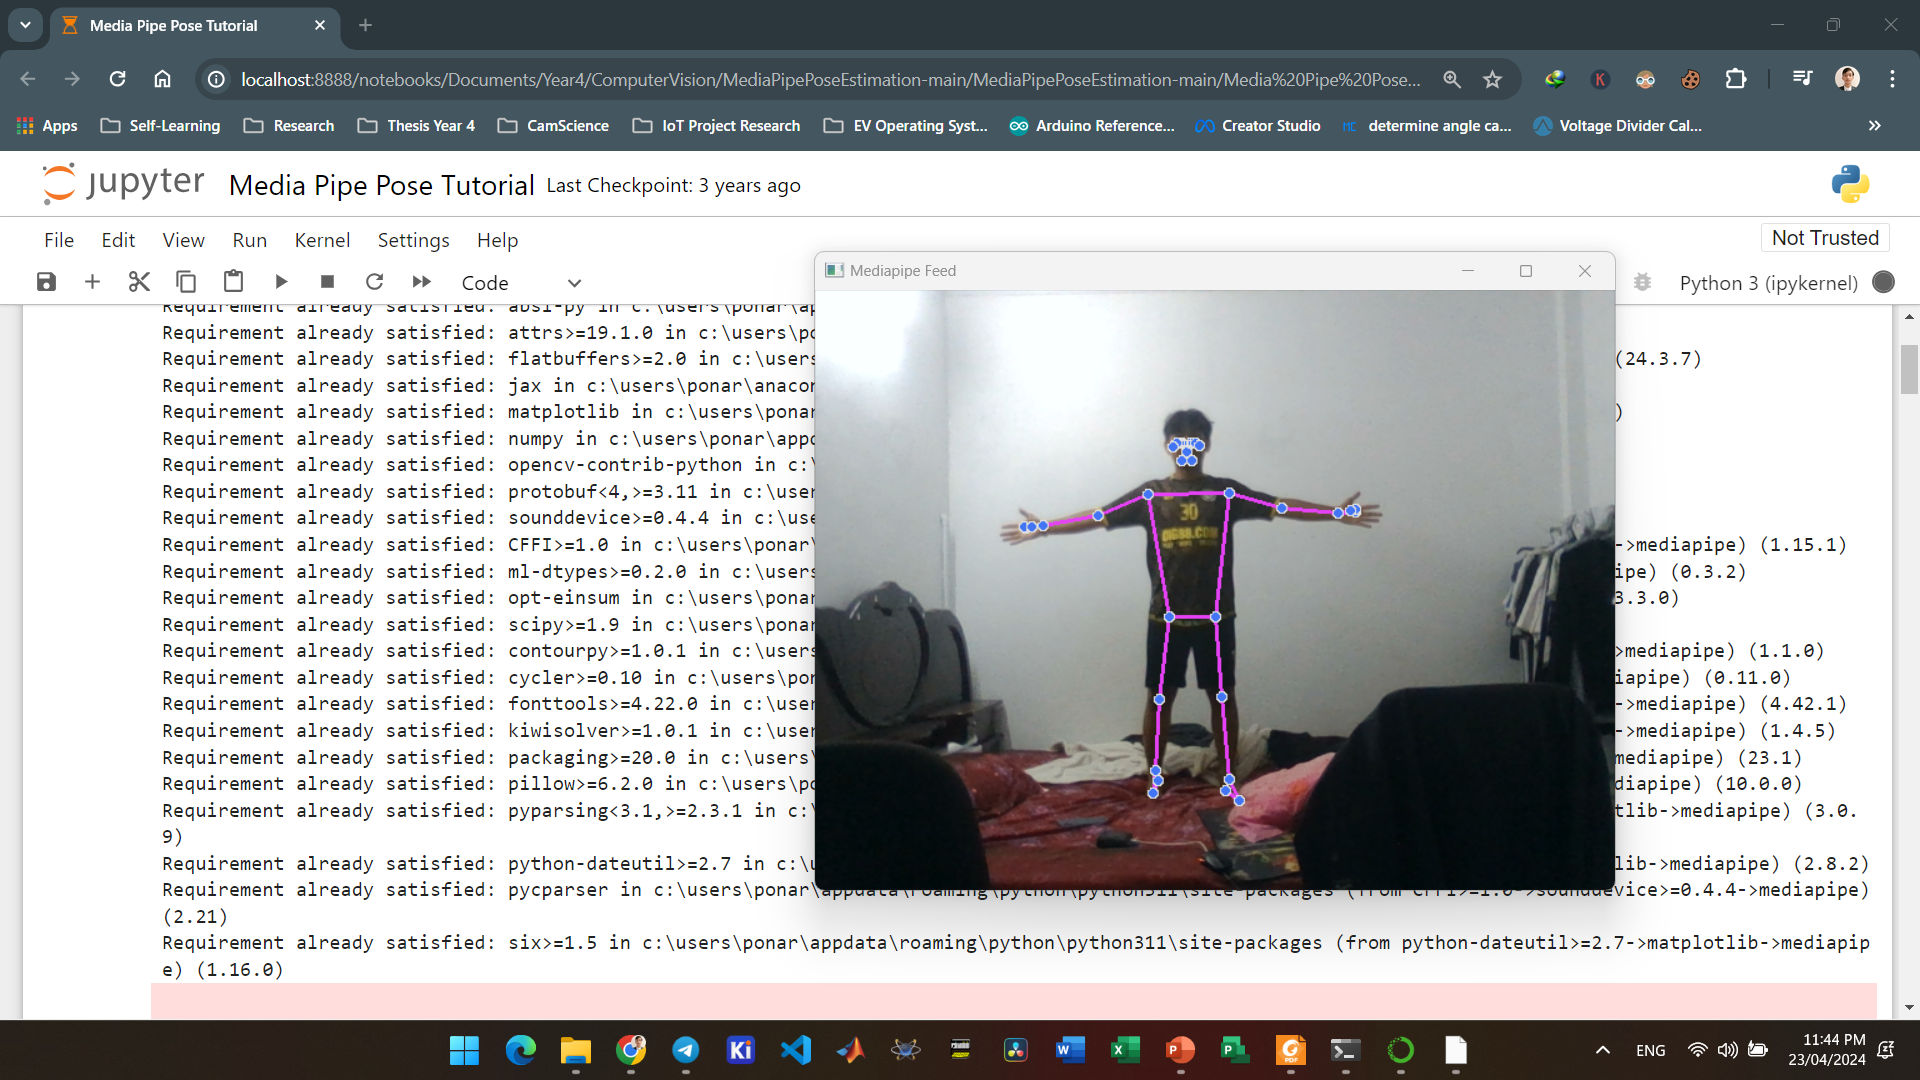 Media Pipe Pose Tutorial
localhost:8888/notebooks/Documents/Year4/ComputerVision/MediaPipePoseEstimation-main/MediaPipePoseEstimation-main/Media%20Pipe%20Pose...
K
Apps Self-Learning Research Thesis Year 4 CamScience IoT Project Research EV Operating Syst... Arduino Reference... Creator Studio MC determine angle ca... Voltage Divider Cal... »
jupyter Media Pipe Pose Tutorial Last Checkpoint: 3 years ago
File Edit View Run Kernel Settings Help Not Trusted
Code Python 3 (ipykernel)
Mediapipe Feed
Requirement already satisfied: absl-py in c:\users\ponar\ap
Requirement already satisfied: attrs>=19.1.0 in c:\users\po
Requirement already satisfied: flatbuffers>=2.0 in c:\users (24.3.7)
Requirement already satisfied: jax in c:\users\ponar\anacon
Requirement already satisfied: matplotlib in c:\users\ponar )
Requirement already satisfied: numpy in c:\users\ponar\appd
Requirement already satisfied: opencv-contrib-python in c:\
Requirement already satisfied: protobuf<4,>=3.11 in c:\user
Requirement already satisfied: sounddevice>=0.4.4 in c:\use
Requirement already satisfied: CFFI>=1.0 in c:\users\ponar\ ->mediapipe) (1.15.1)
Requirement already satisfied: ml-dtypes>=0.2.0 in c:\users ipe) (0.3.2)
Requirement already satisfied: opt-einsum in c:\users\ponar 3.3.0)
Requirement already satisfied: scipy>=1.9 in c:\users\ponar
Requirement already satisfied: contourpy>=1.0.1 in c:\users >mediapipe) (1.1.0)
Requirement already satisfied: cycler>=0.10 in c:\users\pon iapipe) (0.11.0)
Requirement already satisfied: fonttools>=4.22.0 in c:\user ->mediapipe) (4.42.1)
Requirement already satisfied: kiwisolver>=1.0.1 in c:\user ->mediapipe) (1.4.5)
Requirement already satisfied: packaging>=20.0 in c:\users\ mediapipe) (23.1)
Requirement already satisfied: pillow>=6.2.0 in c:\users\po diapipe) (10.0.0)
Requirement already satisfied: pyparsing<3.1,>=2.3.1 in c:\ tlib->mediapipe) (3.0.
9)
Requirement already satisfied: python-dateutil>=2.7 in c:\u lib->mediapipe) (2.8.2)
Requirement already satisfied: pycparser in c:\users\ponar\appdata\roaming\python\python311\site-packages (from CFFI>=1.0->sounddevice>=0.4.4->mediapipe)
(2.21)
Requirement already satisfied: six>=1.5 in c:\users\ponar\appdata\roaming\python\python311\site-packages (from python-dateutil>=2.7->matplotlib->mediapip
e) (1.16.0)
30
Ki
W X P P PDF
ENG
11:44 PM
23/04/2024